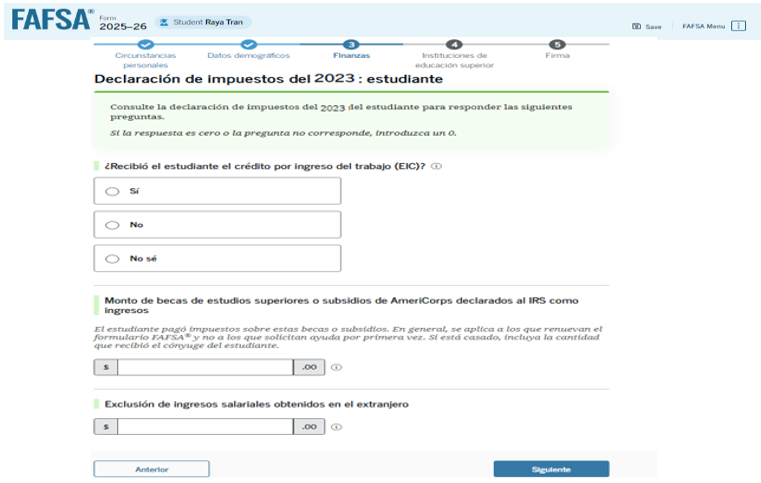 FAFSA®
Form
2025–26
Student Raya Tran
Save
FAFSA Menu
3
4
5
Circunstancias personales
Datos demográficos
Finanzas
Instituciones de educación superior
Firma
Declaración de impuestos del 2023 : estudiante
Consulte la declaración de impuestos del 2023 del estudiante para responder las siguientes
preguntas.
Si la respuesta es cero o la pregunta no corresponde, introduzca un 0.
¿Recibió el estudiante el crédito por ingreso del trabajo (EIC)?
Sí
No
No sé
Monto de becas de estudios superiores o subsidios de AmeriCorps declarados al IRS como
ingresos
El estudiante pagó impuestos sobre estas becas o subsidios. En general, se aplica a los que renuevan el
formulario FAFSA® y no a los que solicitan ayuda por primera vez. Si está casado, incluya la cantidad
que recibió el cónyuge del estudiante.
$ .00
Exclusión de ingresos salariales obtenidos en el extranjero
$ .00
Anterior
Siguiente